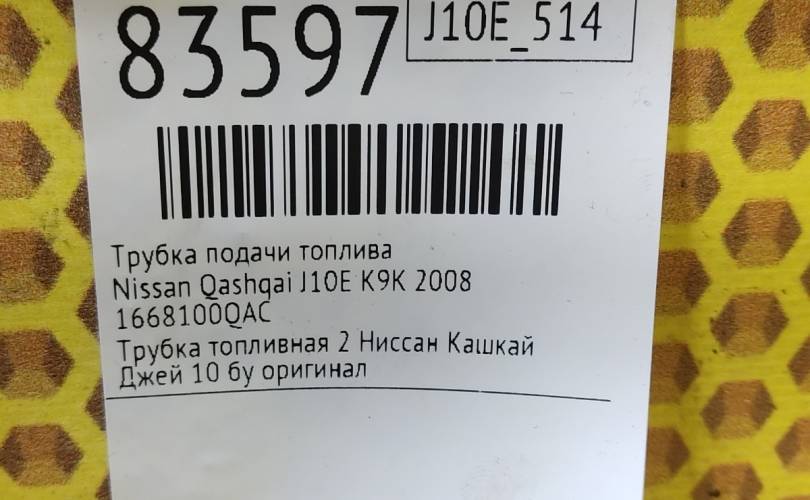 83597
J10E_514
Трубка подачи топлива
Nissan Qashqai J10E K9K 2008
1668100QAC
Трубка топливная 2 Ниссан Кашкай
Джей 10 бу оригинал